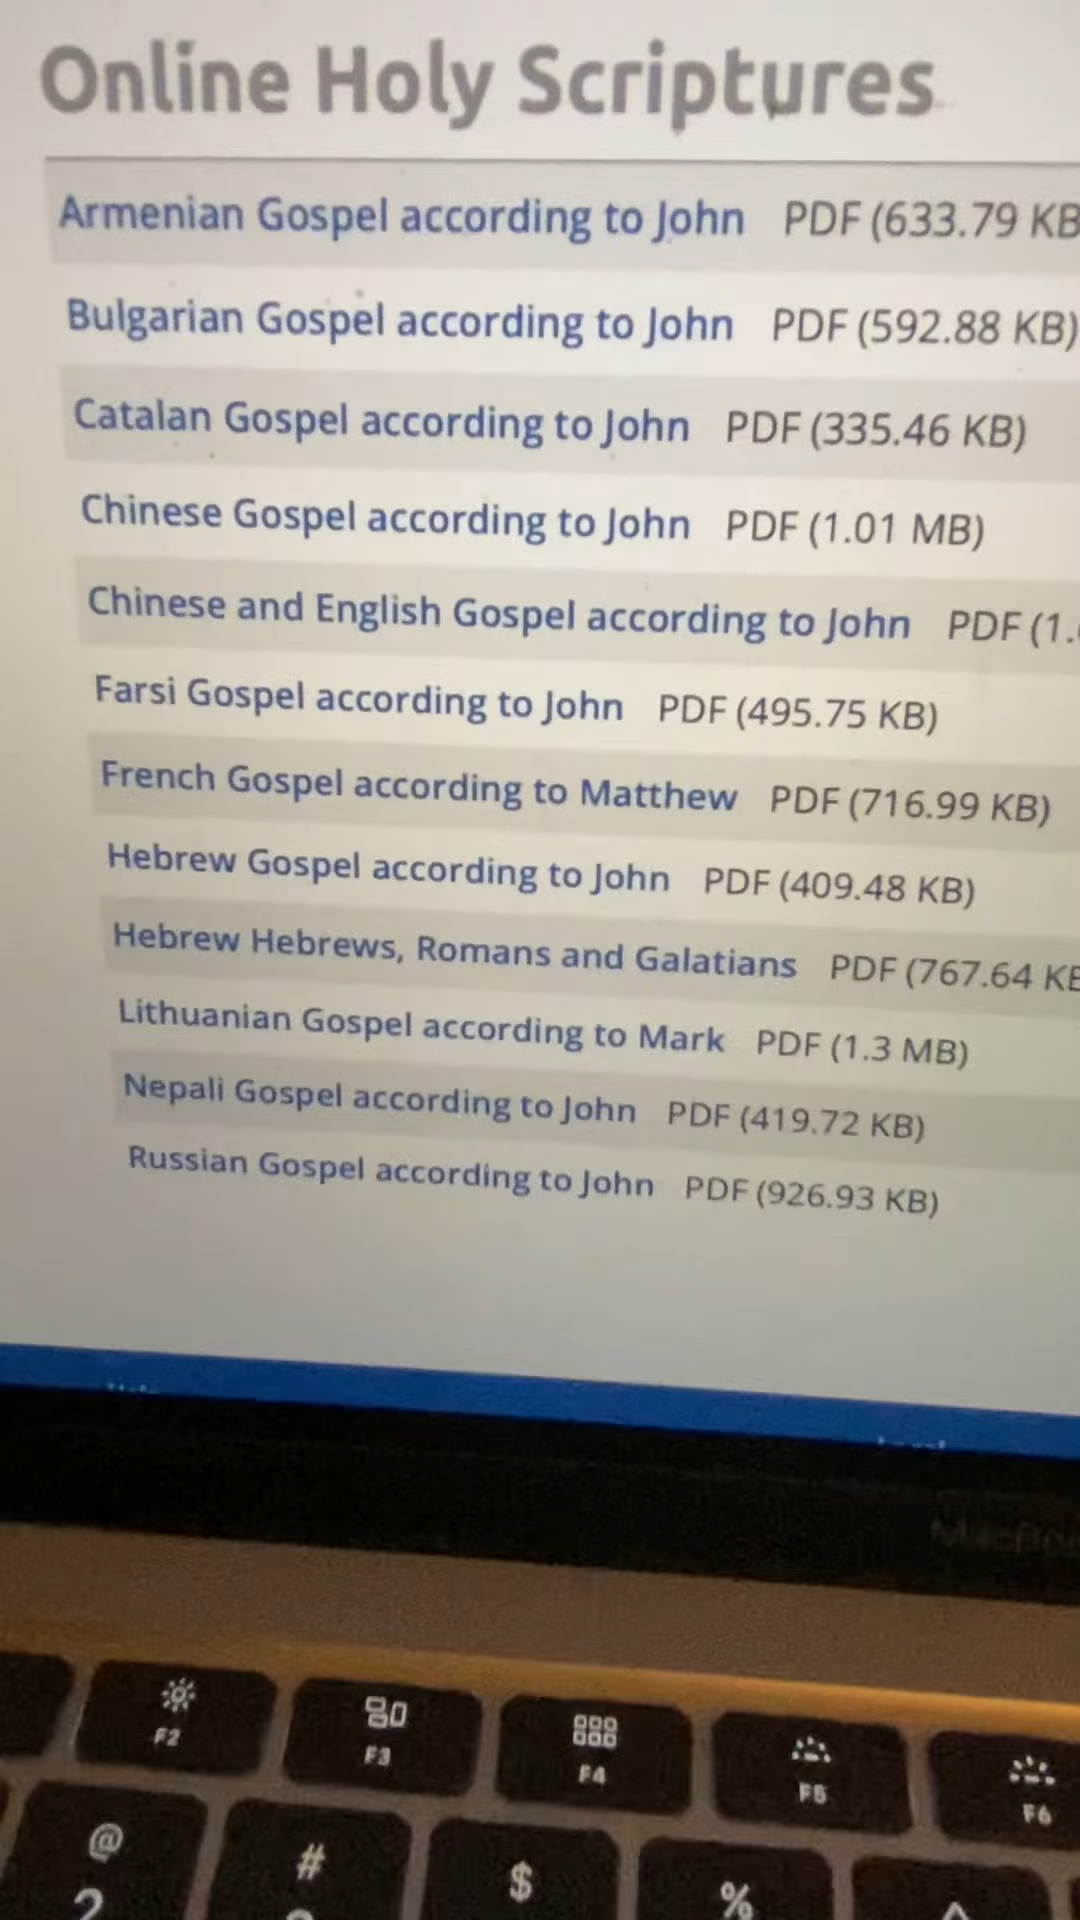 Online Holy Scriptures
Armenian Gospel according to John PDF (633.79 KB
Bulgarian Gospel according to John PDF (592.88 KB)
Catalan Gospel according to John PDF (335.46 KB)
Chinese Gospel according to John PDF (1.01 MB)
Chinese and English Gospel according to John PDF (1.
Farsi Gospel according to John PDF (495.75 KB)
French Gospel according to Matthew PDF (716.99 KB)
Hebrew Gospel according to John PDF (409.48 KB)
Hebrew Hebrews, Romans and Galatians PDF (767.64 KB
Lithuanian Gospel according to Mark PDF (1.3 MB)
Nepali Gospel according to John PDF (419.72 KB)
Russian Gospel according to John PDF (926.93 KB)
F2 F3 F4 F5 F6
@ # $ % ^
2